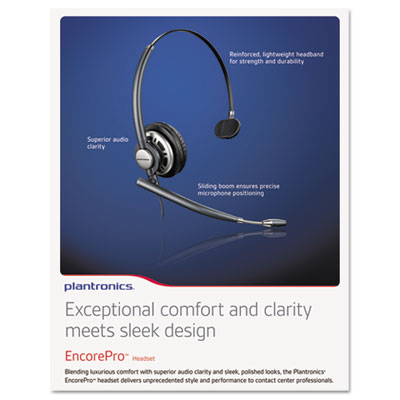 Reinforced, lightweight headband
for strength and durability
Superior audio
clarity
Sliding boom ensures precise
microphone positioning
plantronics.
Exceptional comfort and clarity
meets sleek design
EncorePro™ Headset
Blending luxurious comfort with superior audio clarity and sleek, polished looks, the Plantronics®
EncorePro™ headset delivers unprecedented style and performance to contact center professionals.